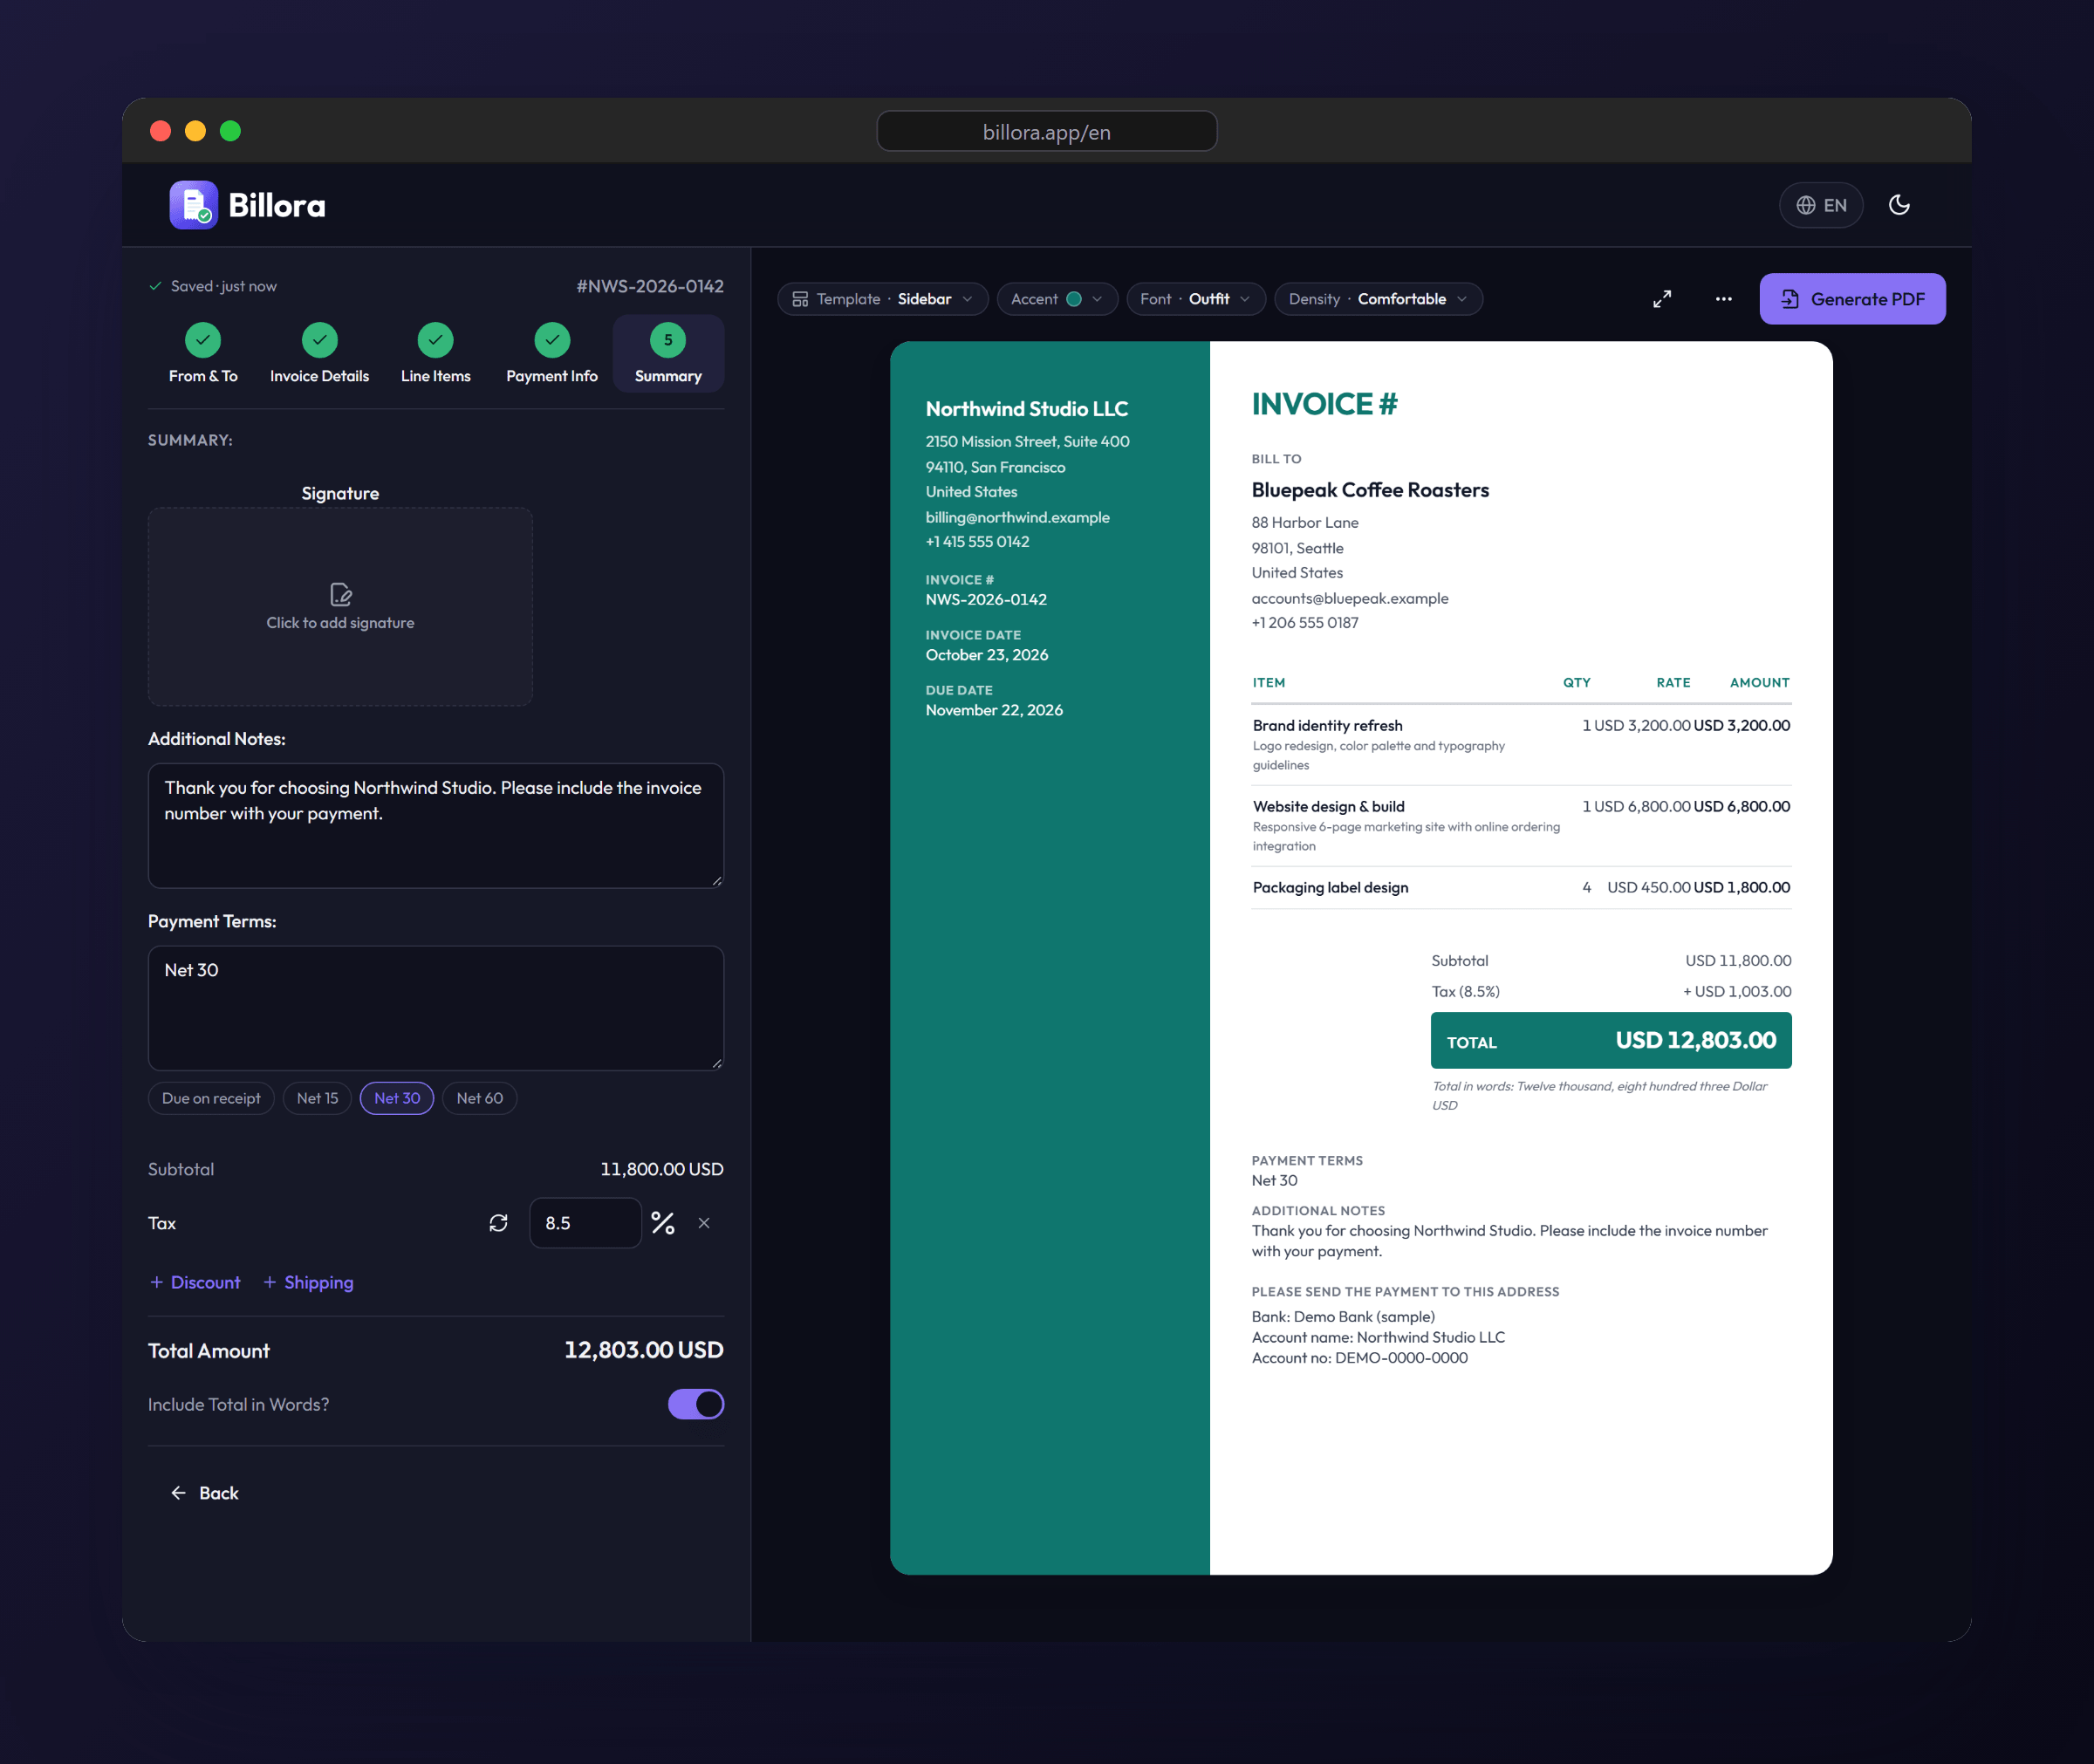 billora.app/en
Billora
EN
Saved · just now
#NWS-2026-0142
From & To
Invoice Details
Line Items
Payment Info
5
Summary
SUMMARY:
Signature
Click to add signature
Additional Notes:
Thank you for choosing Northwind Studio. Please include the invoice
number with your payment.
Payment Terms:
Net 30
Due on receipt
Net 15
Net 30
Net 60
Subtotal
11,800.00 USD
Tax
8.5
%
+ Discount
+ Shipping
Total Amount
12,803.00 USD
Include Total in Words?
Back
Template · Sidebar
Accent
Font · Outfit
Density · Comfortable
Generate PDF
Northwind Studio LLC
2150 Mission Street, Suite 400
94110, San Francisco
United States
billing@northwind.example
+1 415 555 0142
INVOICE #
NWS-2026-0142
INVOICE DATE
October 23, 2026
DUE DATE
November 22, 2026
INVOICE #
BILL TO
Bluepeak Coffee Roasters
88 Harbor Lane
98101, Seattle
United States
accounts@bluepeak.example
+1 206 555 0187
ITEM QTY RATE AMOUNT
Brand identity refresh 1 USD 3,200.00 USD 3,200.00
Logo redesign, color palette and typography
guidelines
Website design & build 1 USD 6,800.00 USD 6,800.00
Responsive 6-page marketing site with online ordering
integration
Packaging label design 4 USD 450.00 USD 1,800.00
Subtotal USD 11,800.00
Tax (8.5%) + USD 1,003.00
TOTAL USD 12,803.00
Total in words: Twelve thousand, eight hundred three Dollar
USD
PAYMENT TERMS
Net 30
ADDITIONAL NOTES
Thank you for choosing Northwind Studio. Please include the invoice number
with your payment.
PLEASE SEND THE PAYMENT TO THIS ADDRESS
Bank: Demo Bank (sample)
Account name: Northwind Studio LLC
Account no: DEMO-0000-0000